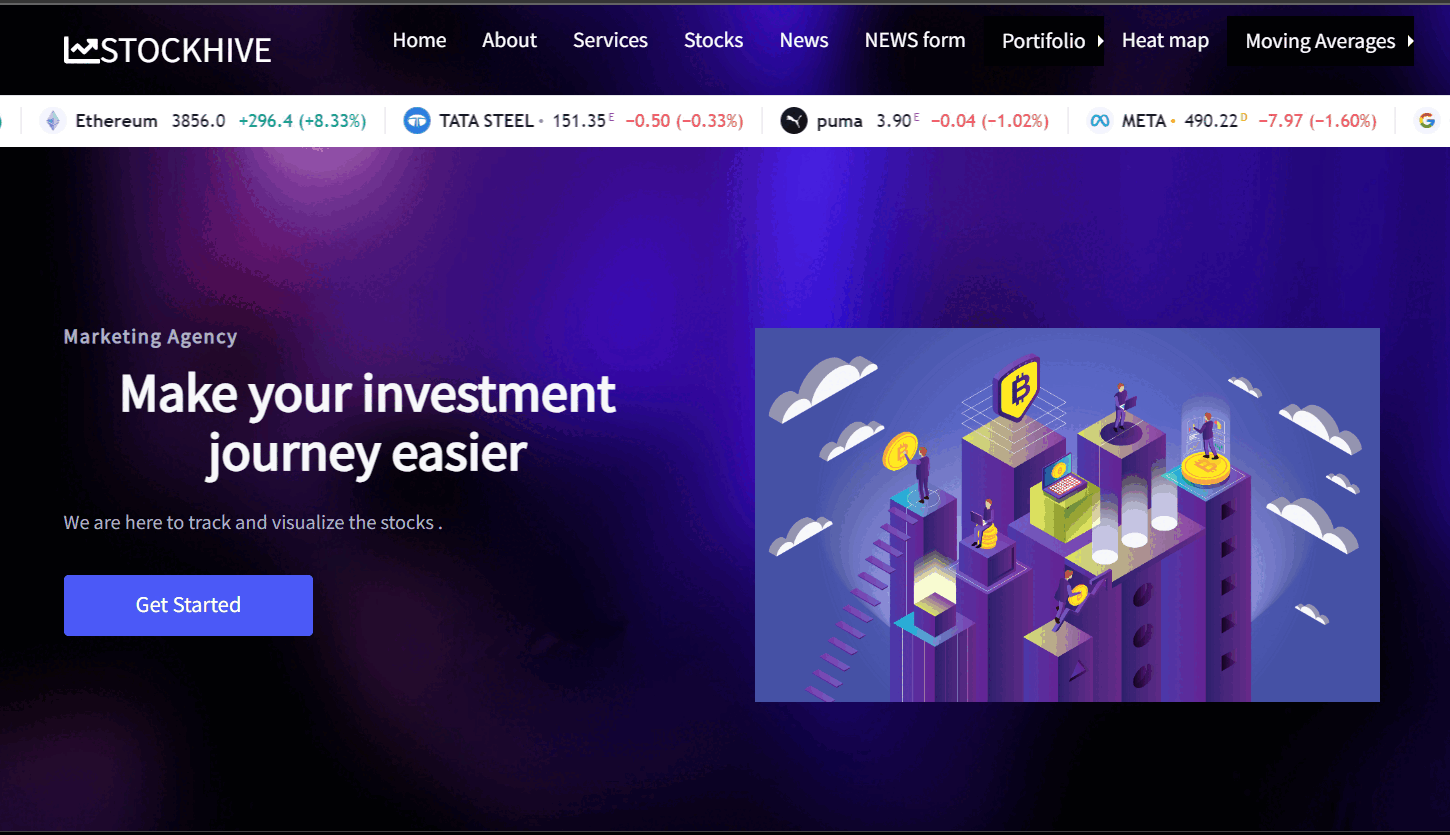 STOCKHIVE Home About Services Stocks News NEWS form Portifolio Heat map Moving Averages
Ethereum 3856.0 +296.4 (+8.33%) TATA STEEL • 151.35 E −0.50 (−0.33%) puma 3.90 E −0.04 (−1.02%) META • 490.22 D −7.97 (−1.60%)
Marketing Agency
Make your investment
journey easier
We are here to track and visualize the stocks .
Get Started